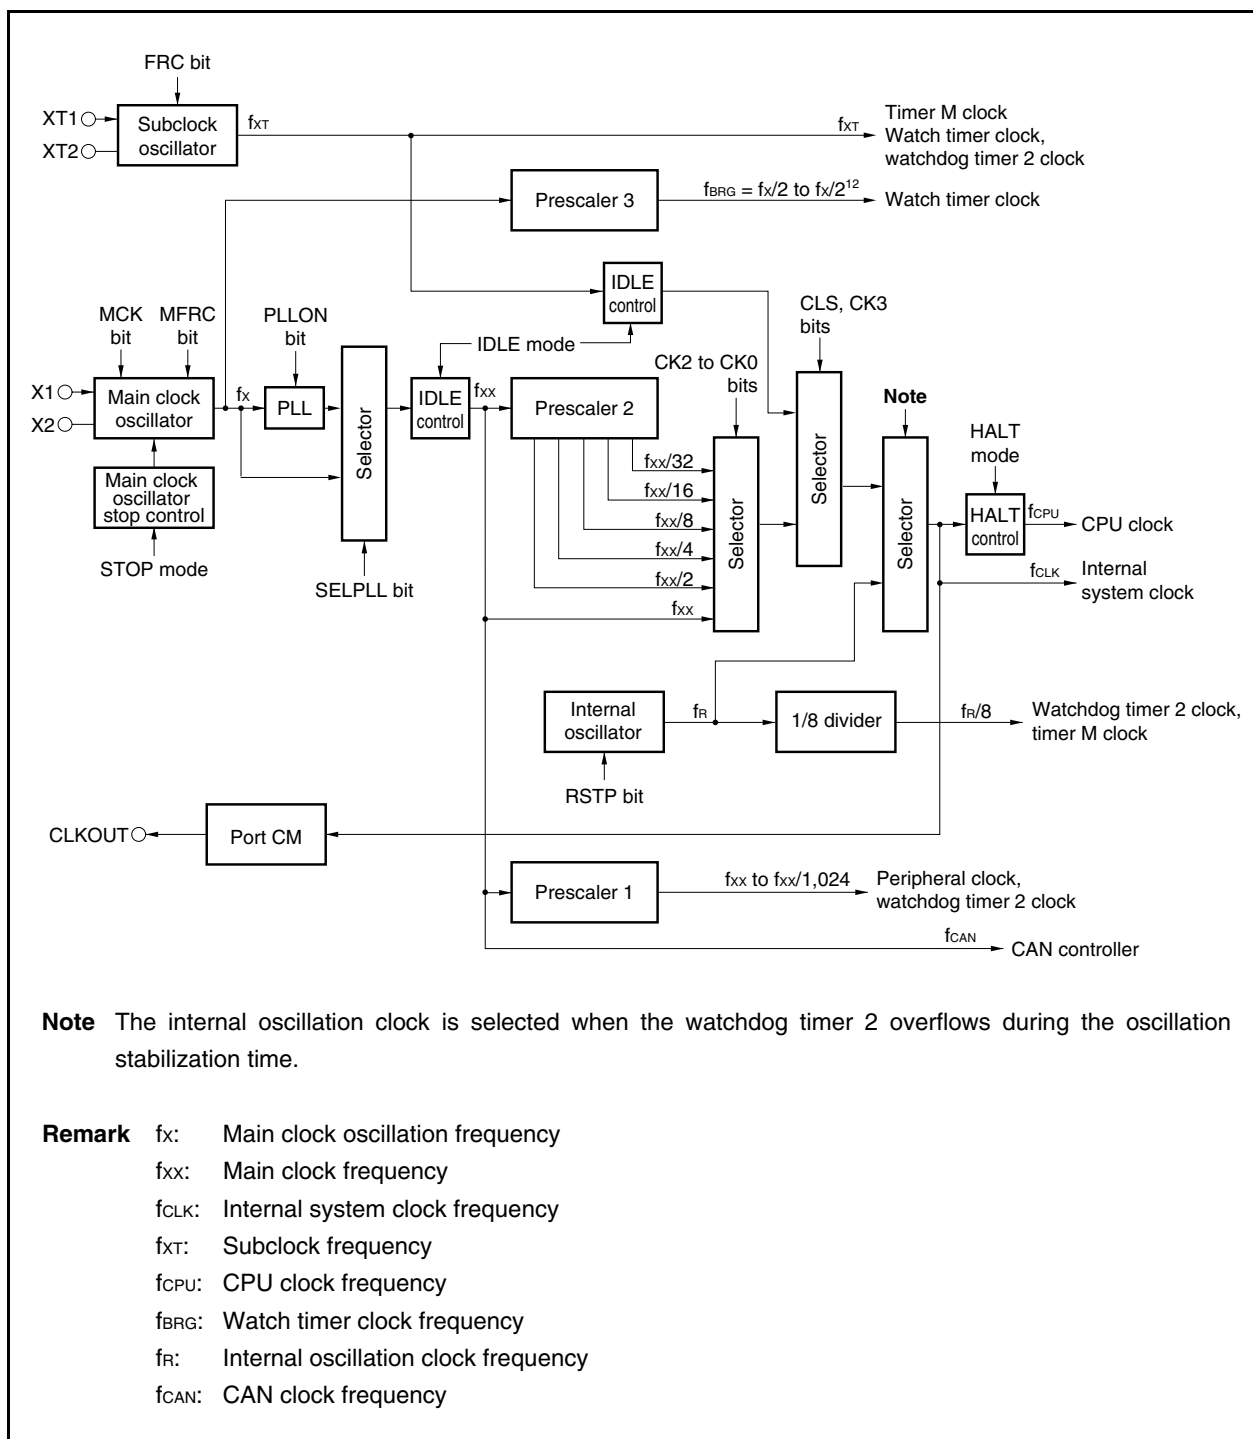 FRC bit
XT1
XT2
Subclock
oscillator
fXT
fXT
Timer M clock
Watch timer clock,
watchdog timer 2 clock
Prescaler 3
fBRG = fX/2 to fX/2¹²
Watch timer clock
IDLE
control
MCK
bit
MFRC
bit
PLLON
bit
IDLE mode
CLS, CK3
bits
CK2 to CK0
bits
X1
X2
Main clock
oscillator
fX
PLL
Selector
IDLE
control
fXX
Prescaler 2
Note
HALT
mode
Main clock
oscillator
stop control
STOP mode
SELPLL bit
fXX/32
fXX/16
fXX/8
fXX/4
fXX/2
fXX
Selector
Selector
Selector
HALT
control
fCPU
CPU clock
fCLK
Internal
system clock
Internal
oscillator
fR
1/8 divider
fR/8
Watchdog timer 2 clock,
timer M clock
RSTP bit
CLKOUT
Port CM
Prescaler 1
fXX to fXX/1,024
Peripheral clock,
watchdog timer 2 clock
fCAN
CAN controller
Note The internal oscillation clock is selected when the watchdog timer 2 overflows during the oscillation
stabilization time.
Remark fX: Main clock oscillation frequency
fXX: Main clock frequency
fCLK: Internal system clock frequency
fXT: Subclock frequency
fCPU: CPU clock frequency
fBRG: Watch timer clock frequency
fR: Internal oscillation clock frequency
fCAN: CAN clock frequency